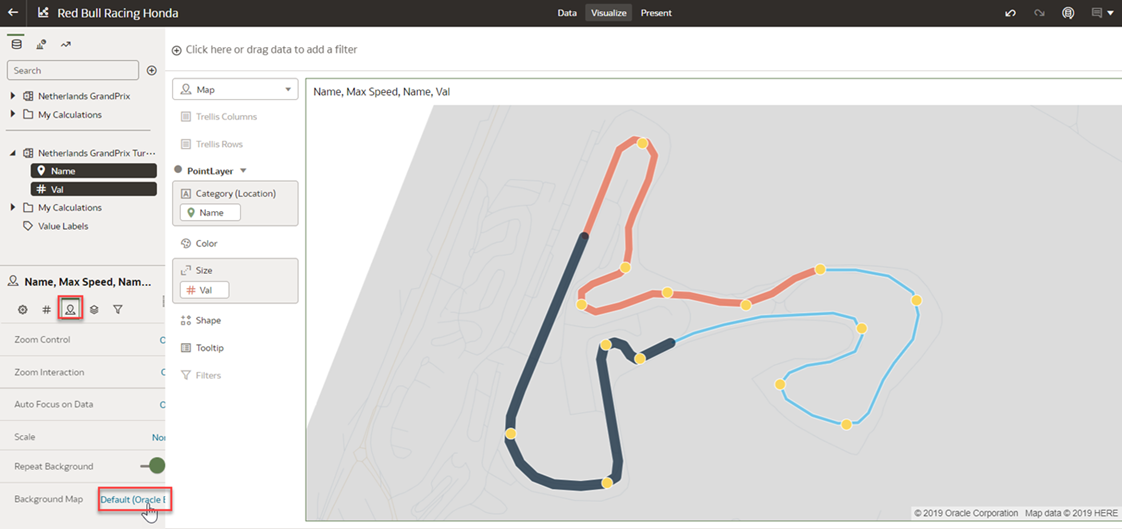 Red Bull Racing Honda
Data Visualize Present
Click here or drag data to add a filter
Search
Netherlands GrandPrix
My Calculations
Netherlands GrandPrix Tur...
Name
# Val
My Calculations
Value Labels
Name, Max Speed, Nam...
#
Zoom Control
Zoom Interaction
Auto Focus on Data
Scale
Repeat Background
Background Map Default (Oracle
Map
Trellis Columns
Trellis Rows
PointLayer
A Category (Location)
Name
Color
Size
# Val
Shape
Tooltip
Filters
Name, Max Speed, Name, Val
© 2019 Oracle Corporation Map data © 2019 HERE